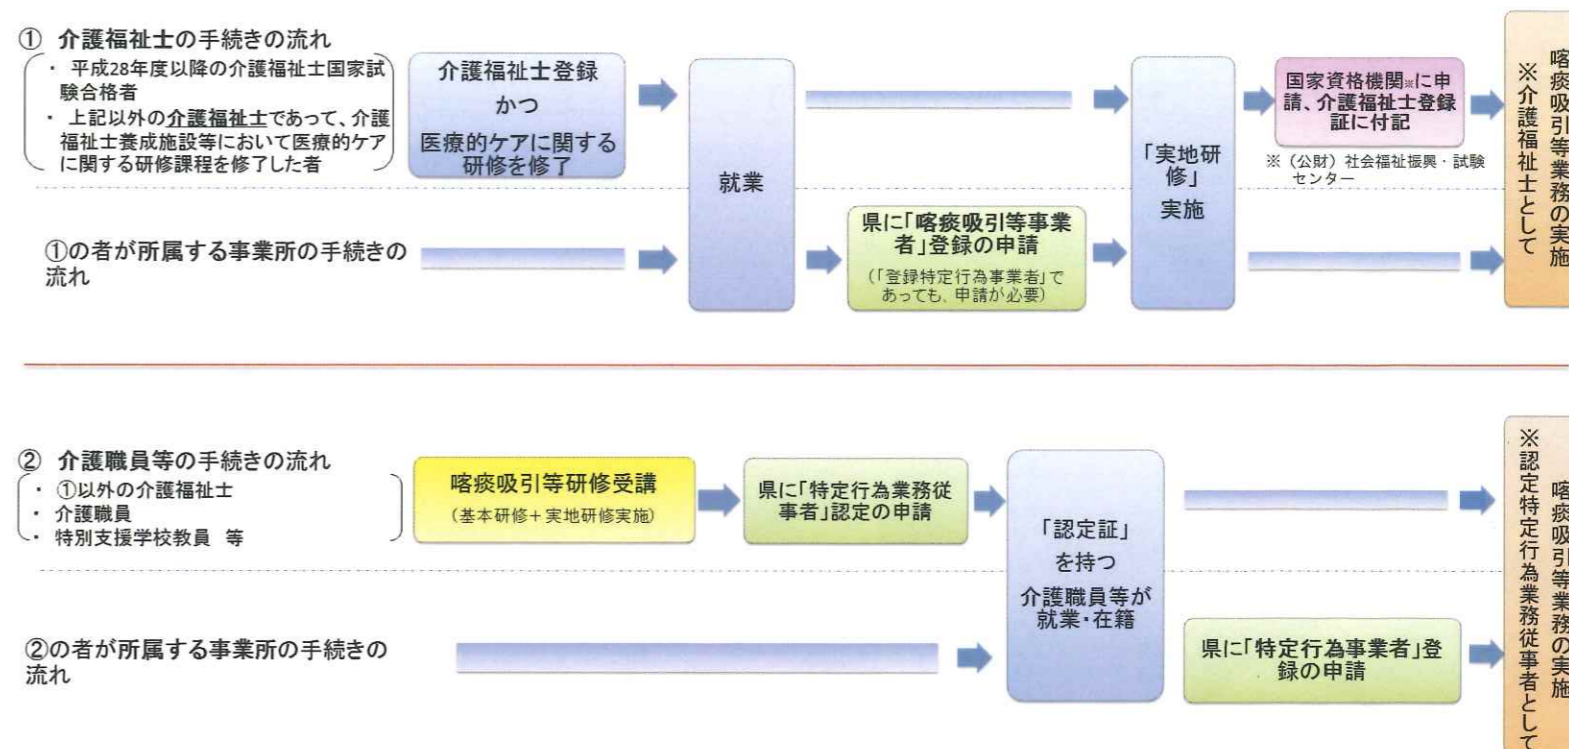 ① 介護福祉士の手続きの流れ
・ 平成28年度以降の介護福祉士国家試
験合格者
・ 上記以外の介護福祉士であって、介護
福祉士養成施設等において医療的ケア
に関する研修課程を修了した者
介護福祉士登録
かつ
医療的ケアに関する
研修を修了
就業
「実地研
修」
実施
国家資格機関※に申
請、介護福祉士登録
証に付記
※（公財）社会福祉振興・試験
センター
喀痰吸引等業務の実施
※介護福祉士として
①の者が所属する事業所の手続きの
流れ
県に「喀痰吸引等事業
者」登録の申請
（「登録特定行為事業者」で
あっても、申請が必要）
② 介護職員等の手続きの流れ
・ ①以外の介護福祉士
・ 介護職員
・ 特別支援学校教員 等
喀痰吸引等研修受講
（基本研修＋実地研修実施）
県に「特定行為業務従
事者」認定の申請
「認定証」
を持つ
介護職員等が
就業・在籍
喀痰吸引等業務の実施
※認定特定行為業務従事者として
②の者が所属する事業所の手続きの
流れ
県に「特定行為事業者」登
録の申請